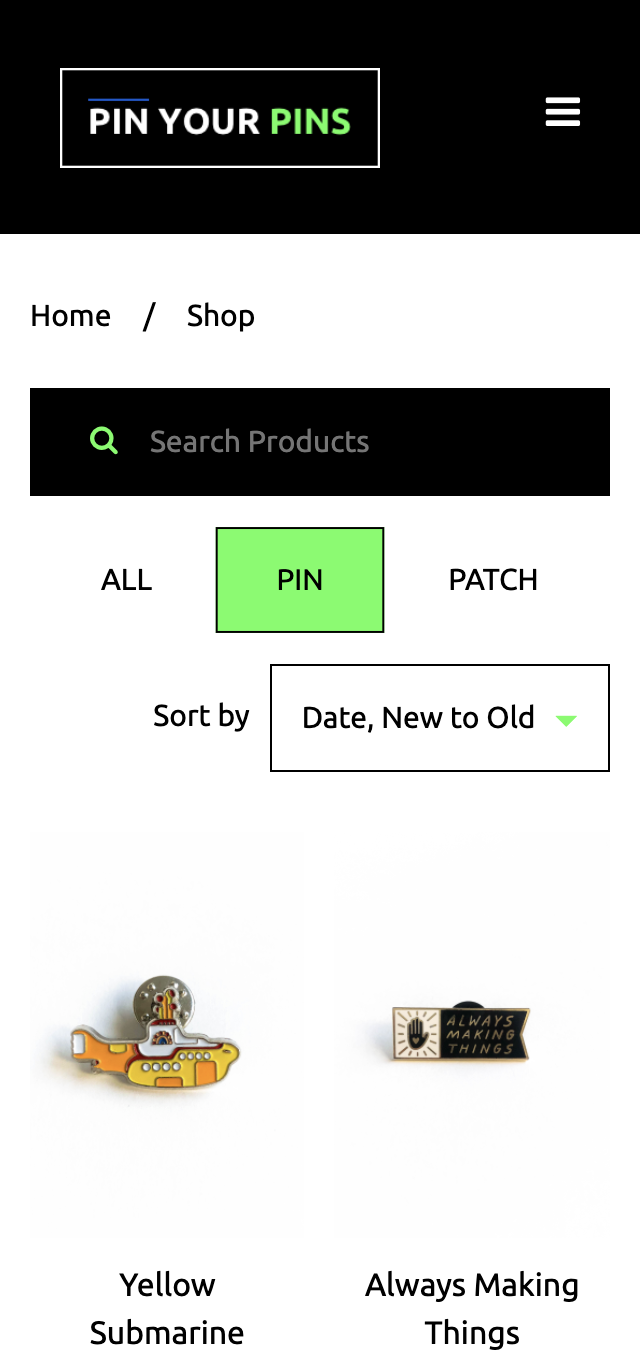 PIN YOUR PINS
Home / Shop
Search Products
ALL PIN PATCH
Sort by Date, New to Old
ALWAYS
MAKING
THINGS
Yellow
Submarine
Always Making
Things